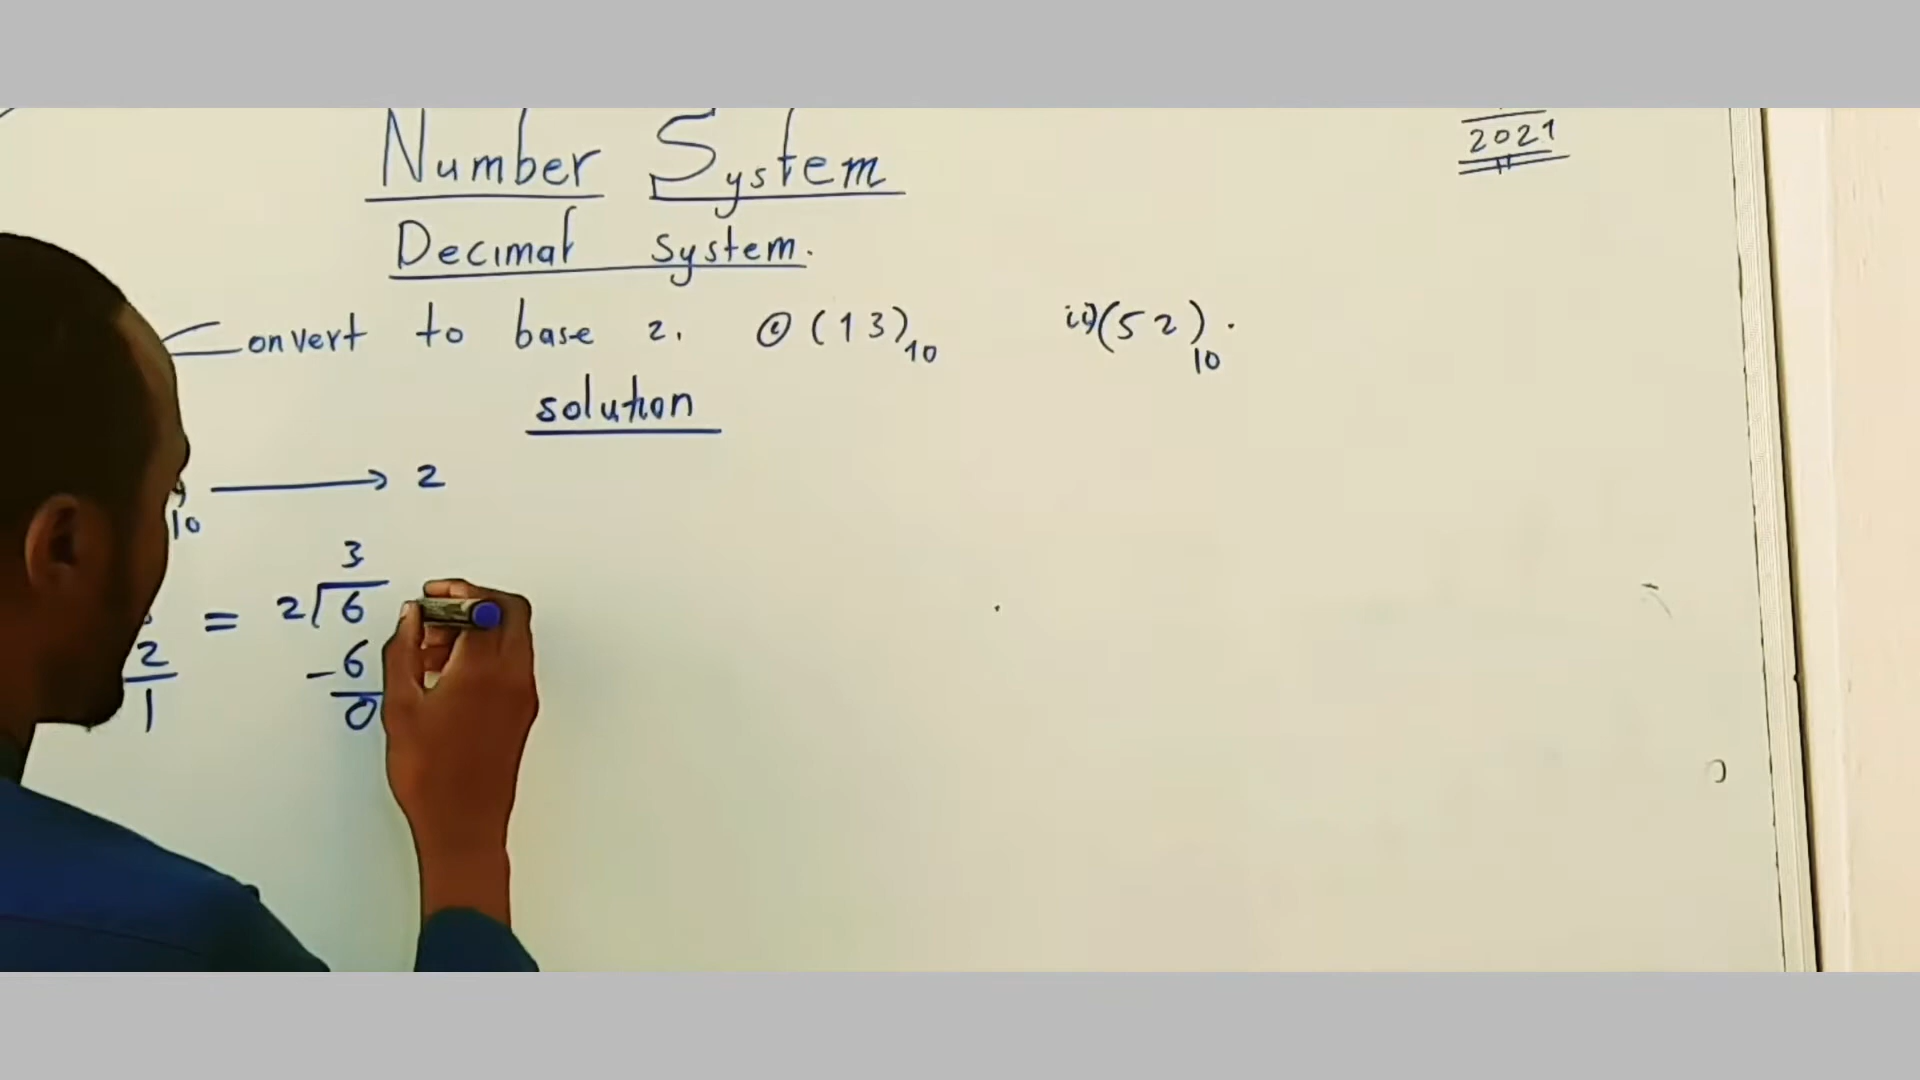 2021
Number System
Decimal system.
Convert to base 2. (i) (13)10 ii) (52)10.
solution
10 → 2
3
2 6 =
2 - 6
1 0